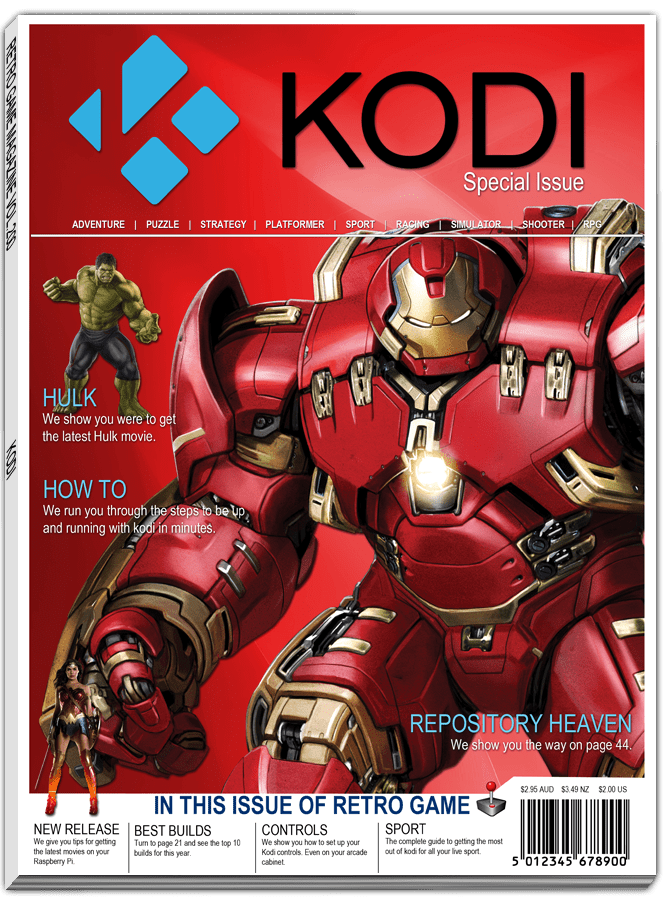 KODI
Special Issue
ADVENTURE | PUZZLE | STRATEGY | PLATFORMER | SPORT | RACING | SIMULATOR | SHOOTER | RPG
HULK
We show you were to get
the latest Hulk movie.
HOW TO
We run you through the steps to be up
and running with kodi in minutes.
REPOSITORY HEAVEN
We show you the way on page 44.
IN THIS ISSUE OF RETRO GAME
$2.95 AUD $3.49 NZ $2.00 US
NEW RELEASE
We give you tips for getting
the latest movies on your
Raspberry Pi.
BEST BUILDS
Turn to page 21 and see the top 10
builds for this year.
CONTROLS
We show you how to set up your
Kodi controls. Even on your arcade
cabinet.
SPORT
The complete guide to getting the most
out of kodi for all your live sport.
5 012345 678900
KODI